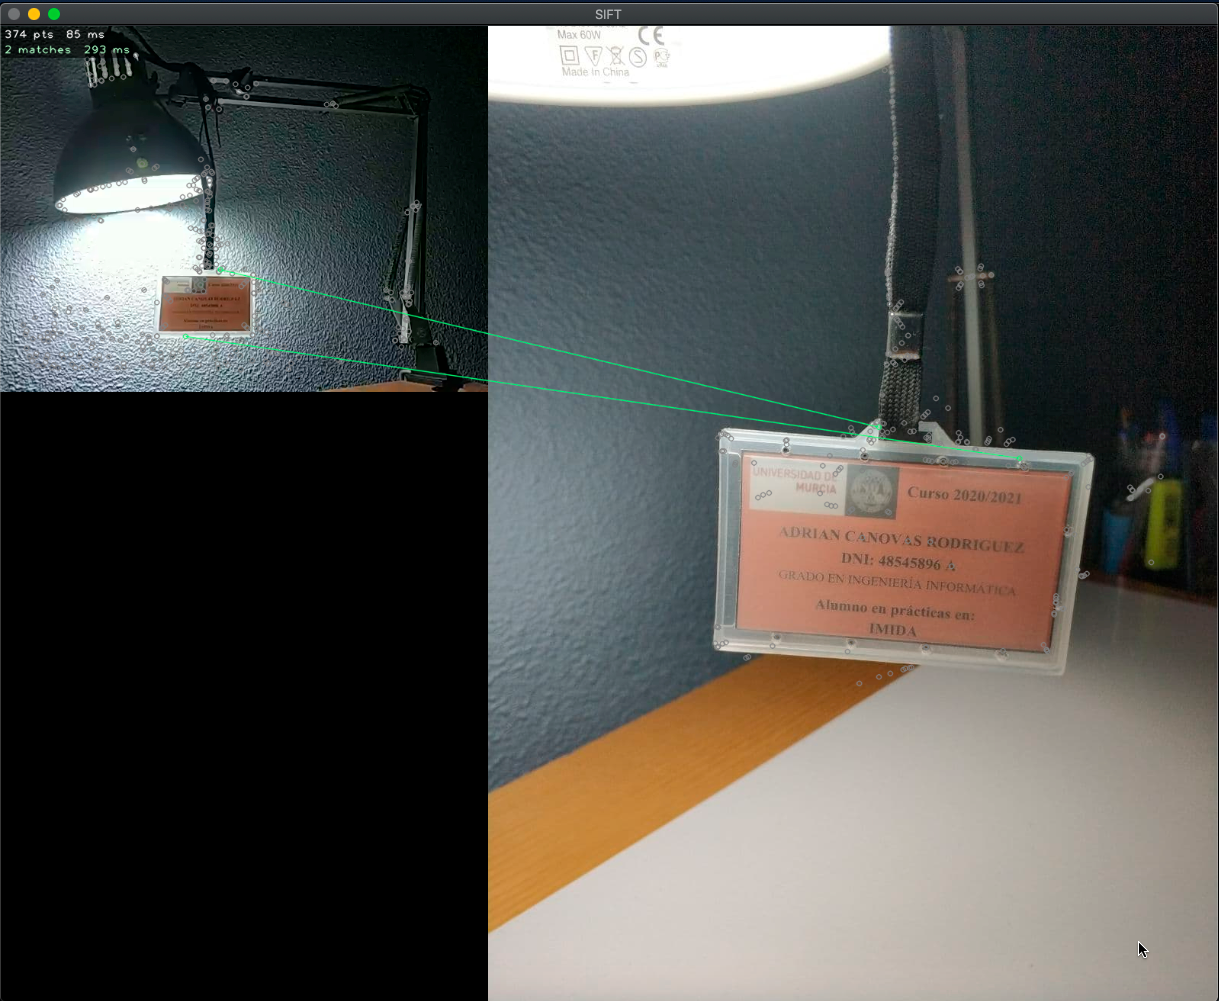 SIFT
374 pts 85 ms
2 matches 293 ms
Max 60W
CE
Made in China
UNIVERSIDAD DE
MURCIA
Curso 2020/2021
ADRIAN CANOVAS RODRIGUEZ
DNI: 48545896 A
GRADO EN INGENIERÍA INFORMÁTICA
Alumno en prácticas en:
IMIDA